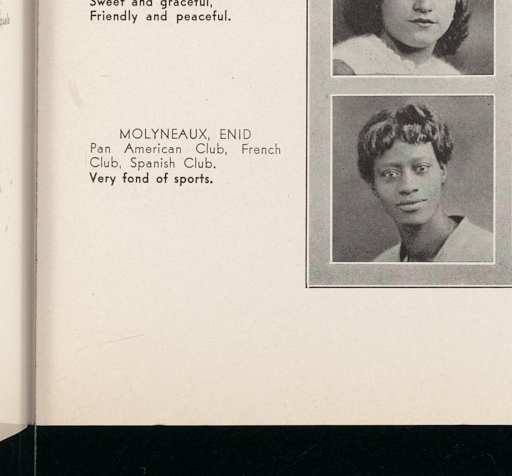 Sweet and graceful,
Friendly and peaceful.
MOLYNEAUX, ENID
Pan American Club, French
Club, Spanish Club.
Very fond of sports.